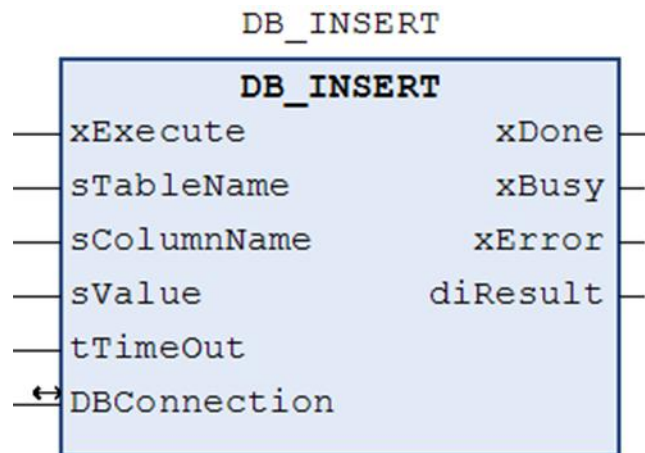 DB_INSERT
DB_INSERT
xExecute xDone
sTableName xBusy
sColumnName xError
sValue diResult
tTimeOut
DBConnection